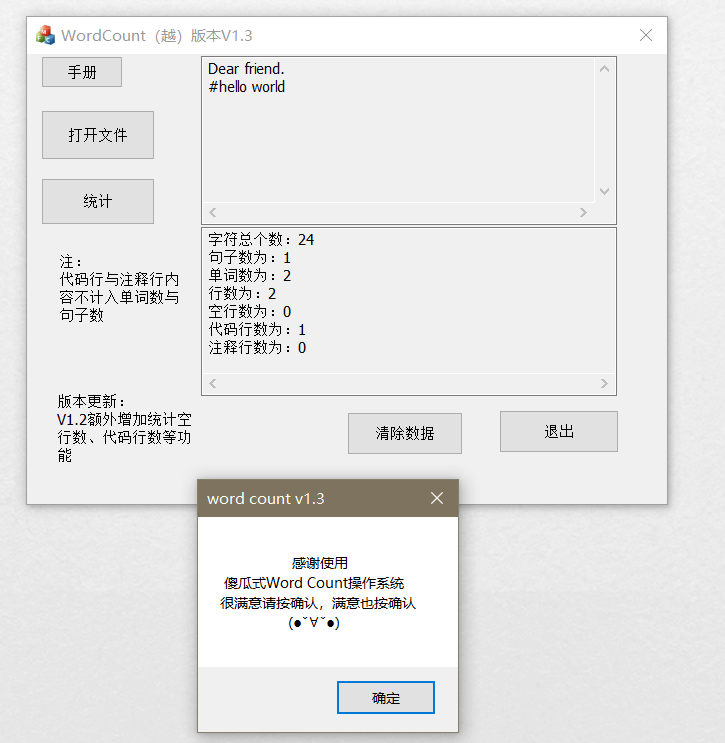 WordCount（越）版本V1.3
手册
打开文件
统计
Dear friend.
#hello world
字符总个数：24
句子数为：1
单词数为：2
行数为：2
空行数为：0
代码行数为：1
注释行数为：0
注：
代码行与注释行内
容不计入单词数与
句子数
版本更新：
V1.2额外增加统计空
行数、代码行数等功
能
清除数据
退出
word count v1.3
感谢使用
傻瓜式Word Count操作系统
很满意请按确认，满意也按确认
(●ˇ∀ˇ●)
确定